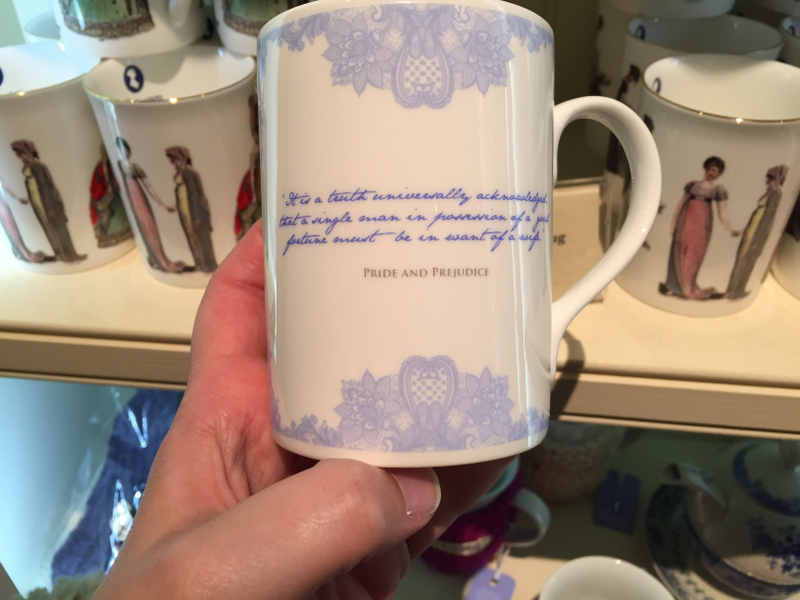 'It is a truth universally acknowledged,
that a single man in possession of a good
fortune must be in want of a wife'
PRIDE AND PREJUDICE